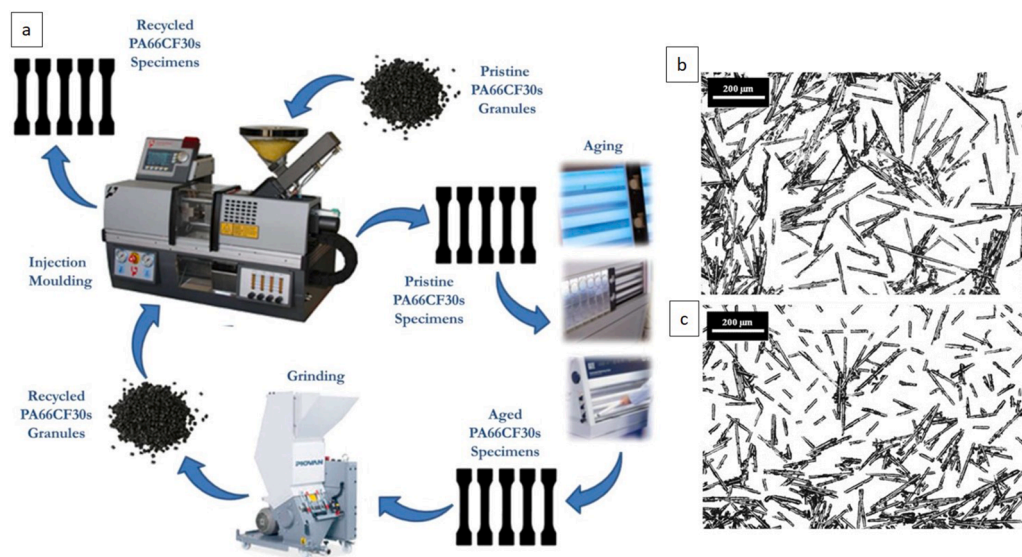 a
Recycled
PA66CF30s
Specimens
Pristine
PA66CF30s
Granules
Aging
Injection
Moulding
Pristine
PA66CF30s
Specimens
Recycled
PA66CF30s
Granules
Grinding
PIOVAN
Aged
PA66CF30s
Specimens
b
200 µm
c
200 µm